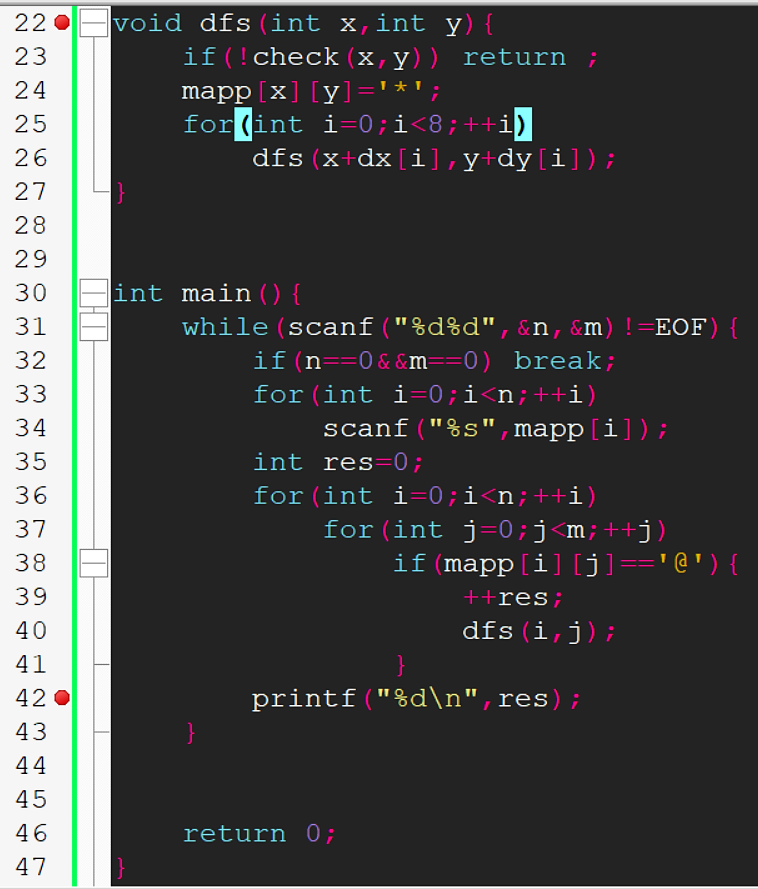 22 void dfs(int x,int y){
23     if(!check(x,y)) return ;
24     mapp[x][y]='*';
25     for(int i=0;i<8;++i)
26         dfs(x+dx[i],y+dy[i]);
27 }
28
29
30 int main(){
31     while(scanf("%d%d",&n,&m)!=EOF){
32         if(n==0&&m==0) break;
33         for(int i=0;i<n;++i)
34             scanf("%s",mapp[i]);
35         int res=0;
36         for(int i=0;i<n;++i)
37             for(int j=0;j<m;++j)
38                 if(mapp[i][j]=='@'){
39                     ++res;
40                     dfs(i,j);
41                 }
42         printf("%d\n",res);
43     }
44
45
46     return 0;
47 }